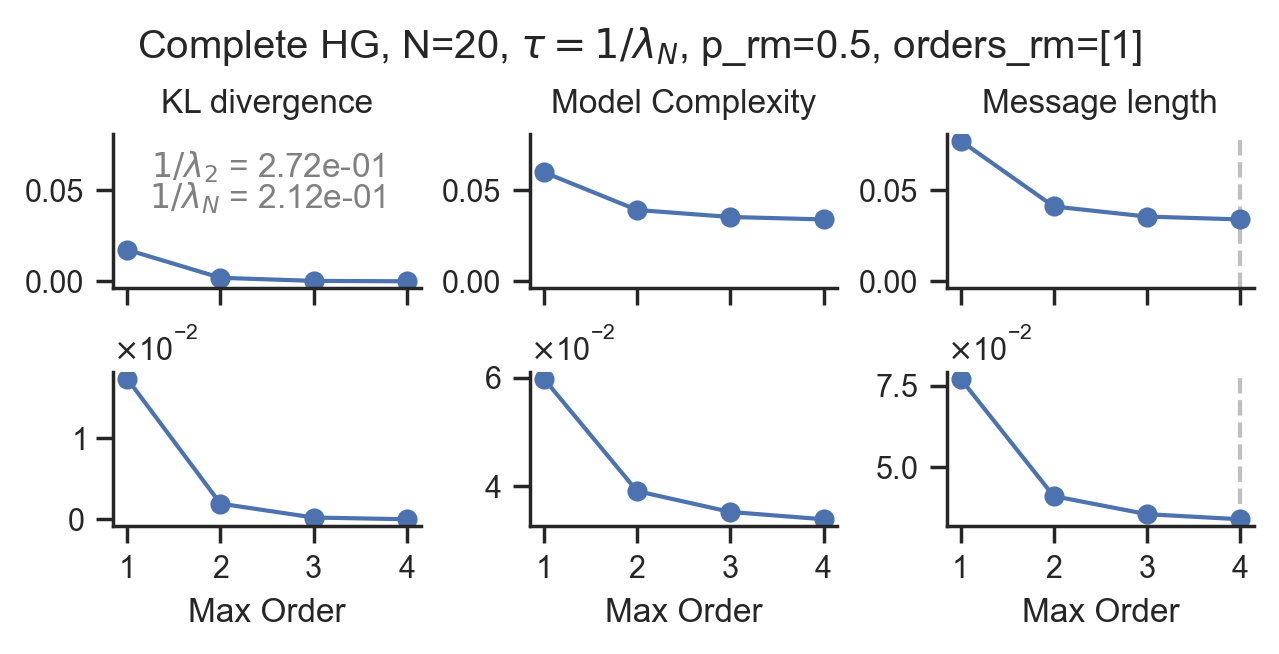 Complete HG, N=20, τ = 1/λ_N, p_rm=0.5, orders_rm=[1]
KL divergence
Model Complexity
Message length
1/λ₂ = 2.72e-01
1/λ_N = 2.12e-01
0.05
0.00
0.05
0.00
0.05
0.00
×10⁻²
×10⁻²
×10⁻²
1
0
6
4
7.5
5.0
1 2 3 4
1 2 3 4
1 2 3 4
Max Order
Max Order
Max Order